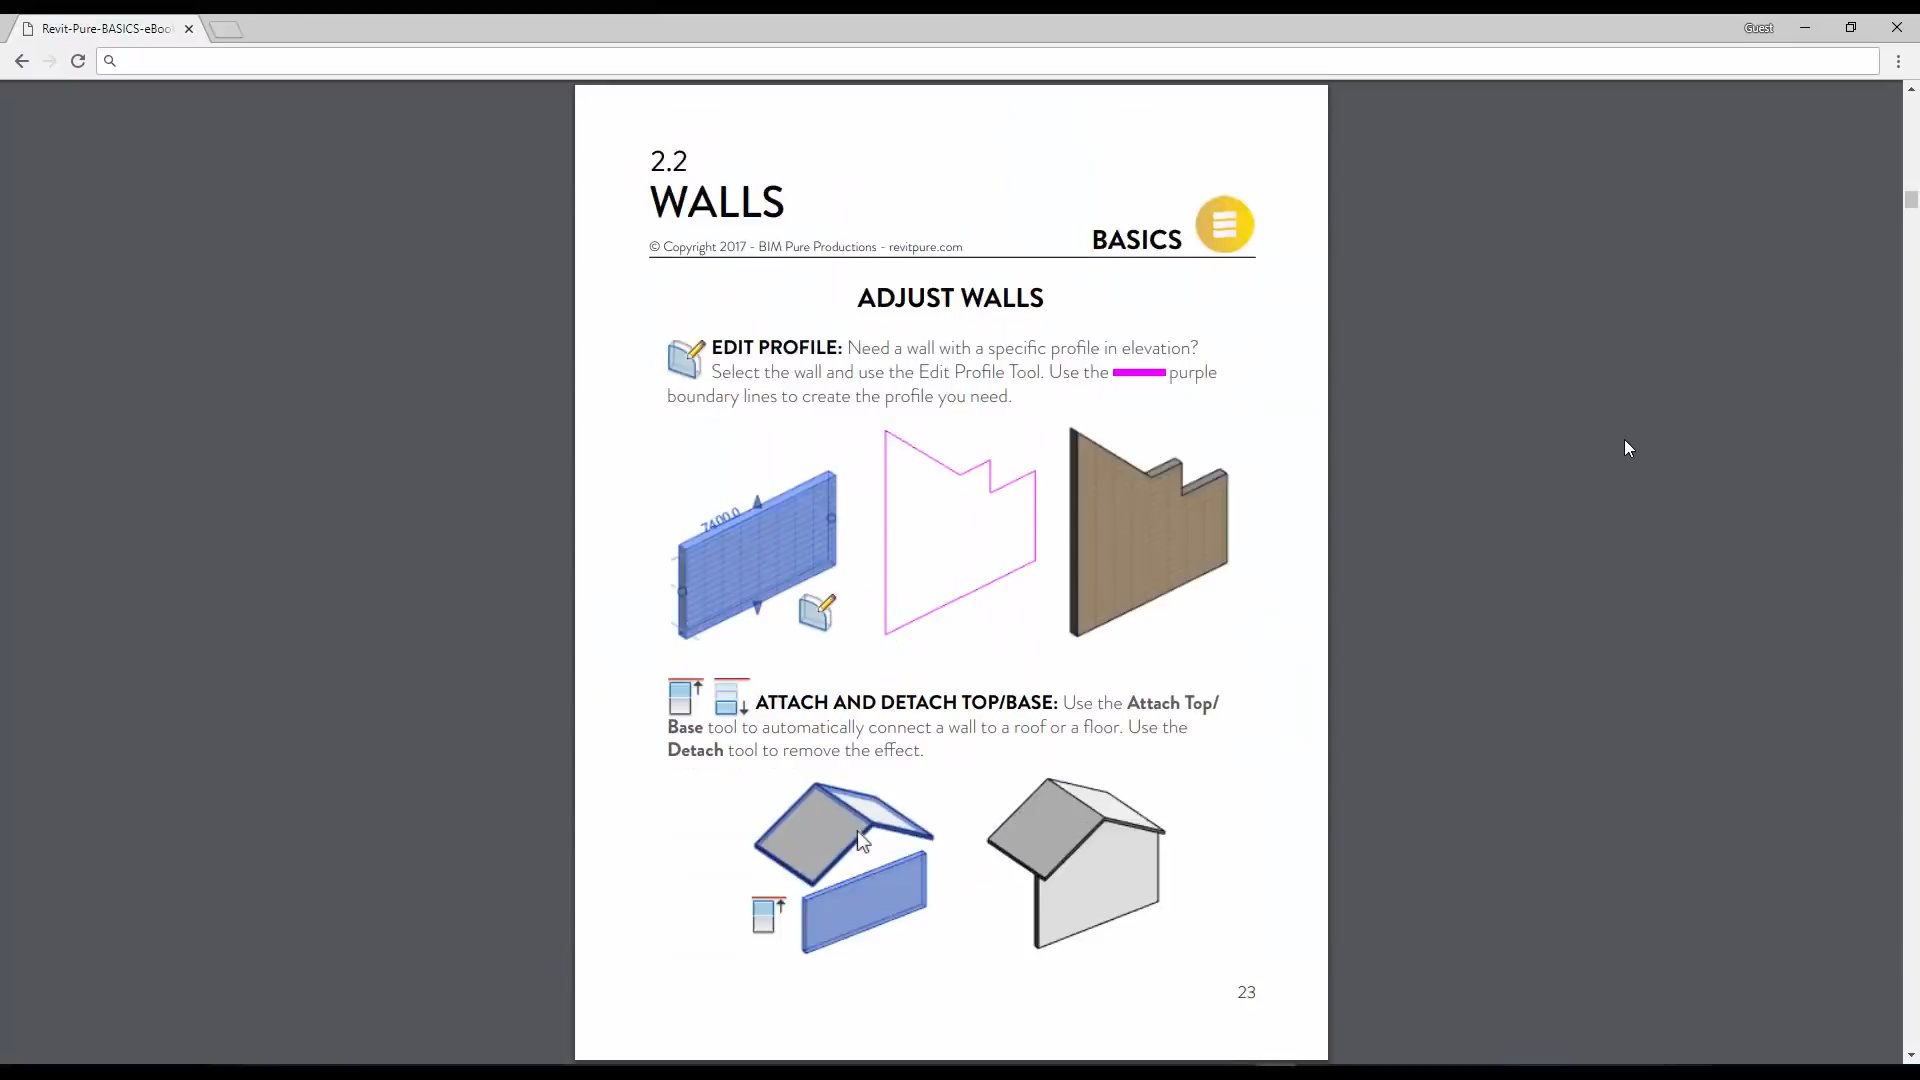 Revit-Pure-BASICS-eBoo
Guest
2.2
WALLS
© Copyright 2017 - BIM Pure Productions - revitpure.com
BASICS
ADJUST WALLS
EDIT PROFILE: Need a wall with a specific profile in elevation?
Select the wall and use the Edit Profile Tool. Use the purple
boundary lines to create the profile you need.
7400.0
ATTACH AND DETACH TOP/BASE: Use the Attach Top/
Base tool to automatically connect a wall to a roof or a floor. Use the
Detach tool to remove the effect.
23